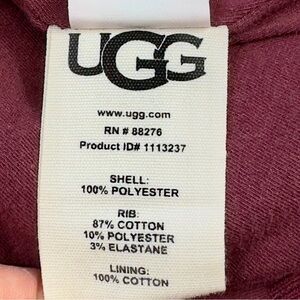 UGG
www.ugg.com
RN # 88276
Product ID# 1113237
SHELL:
100% POLYESTER
RIB:
87% COTTON
10% POLYESTER
3% ELASTANE
LINING:
100% COTTON